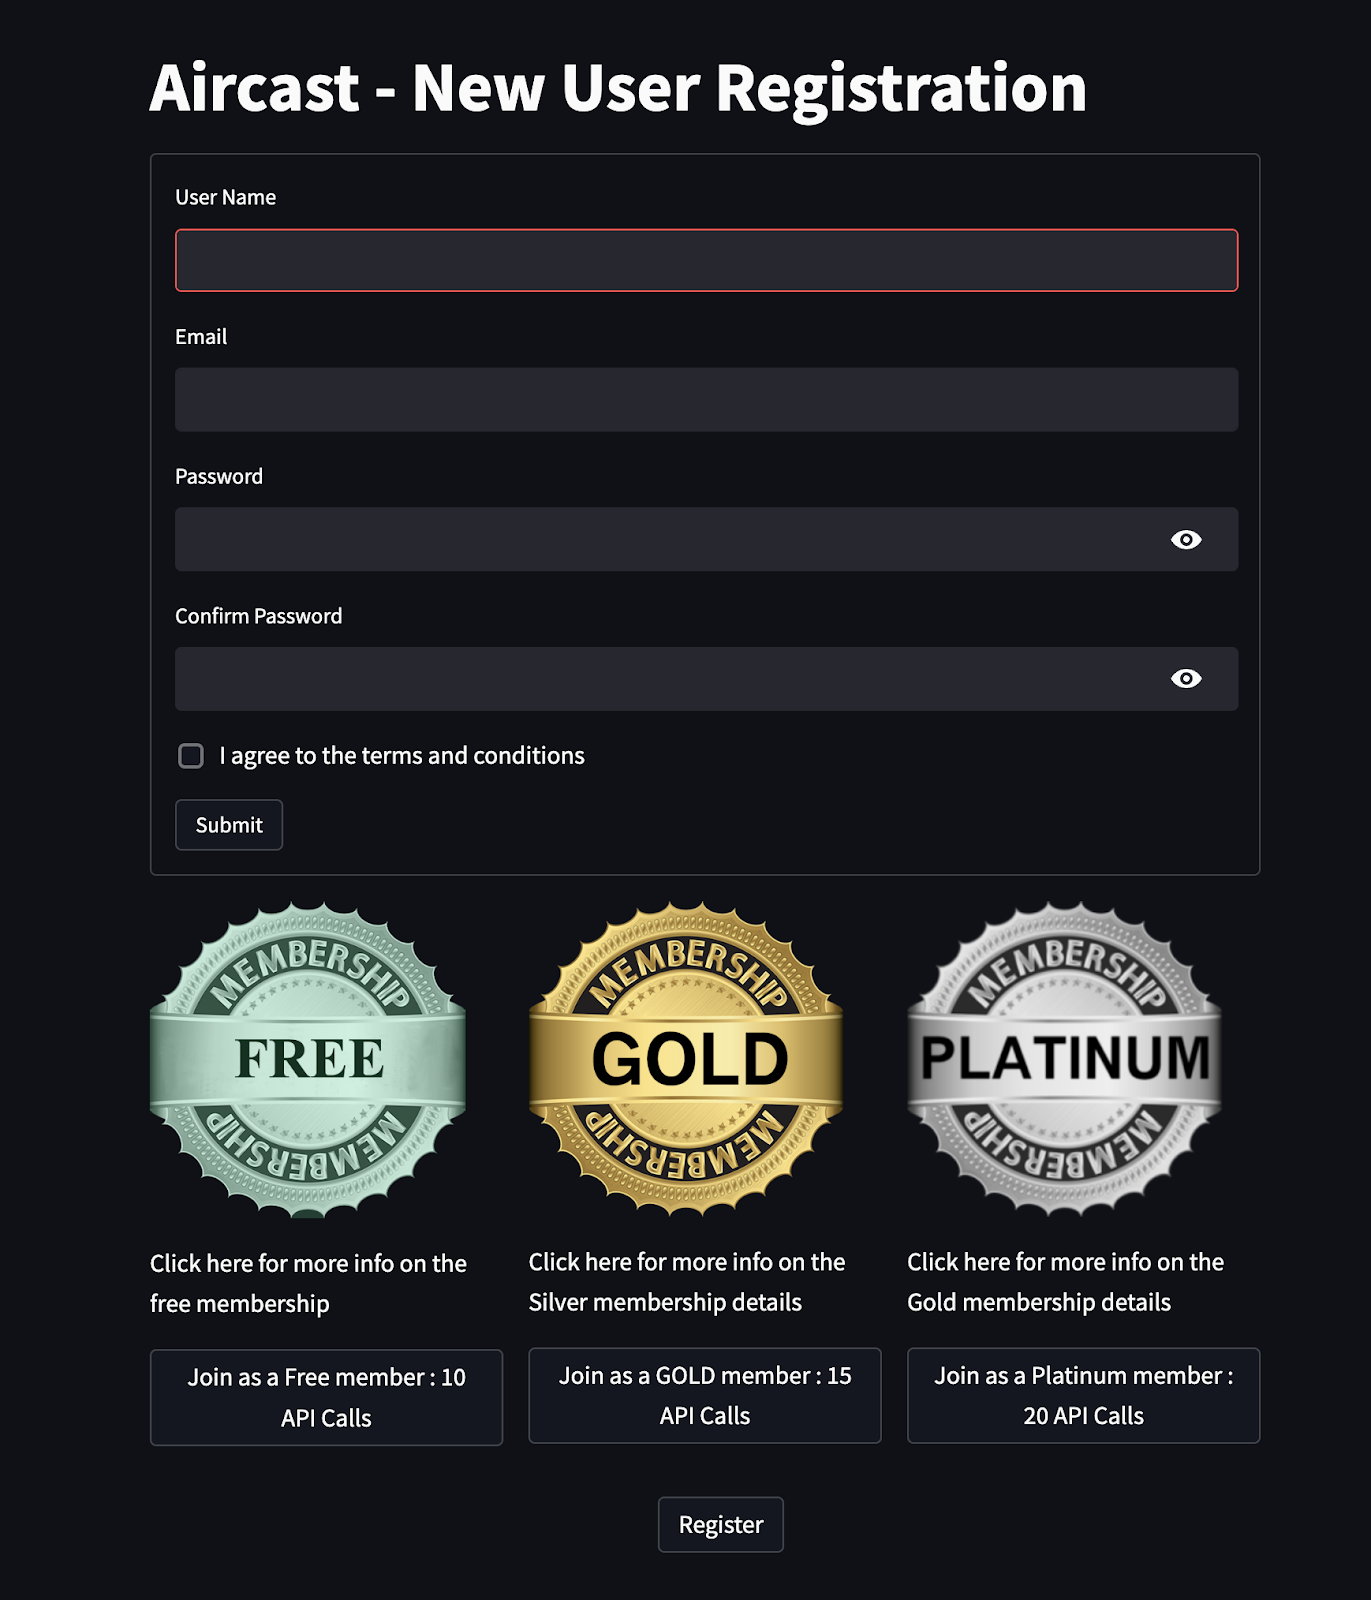 Aircast - New User Registration
User Name
Email
Password
Confirm Password
I agree to the terms and conditions
Submit
MEMBERSHIP
FREE
MEMBERSHIP
MEMBERSHIP
GOLD
MEMBERSHIP
MEMBERSHIP
PLATINUM
MEMBERSHIP
Click here for more info on the
free membership
Click here for more info on the
Silver membership details
Click here for more info on the
Gold membership details
Join as a Free member : 10
API Calls
Join as a GOLD member : 15
API Calls
Join as a Platinum member :
20 API Calls
Register